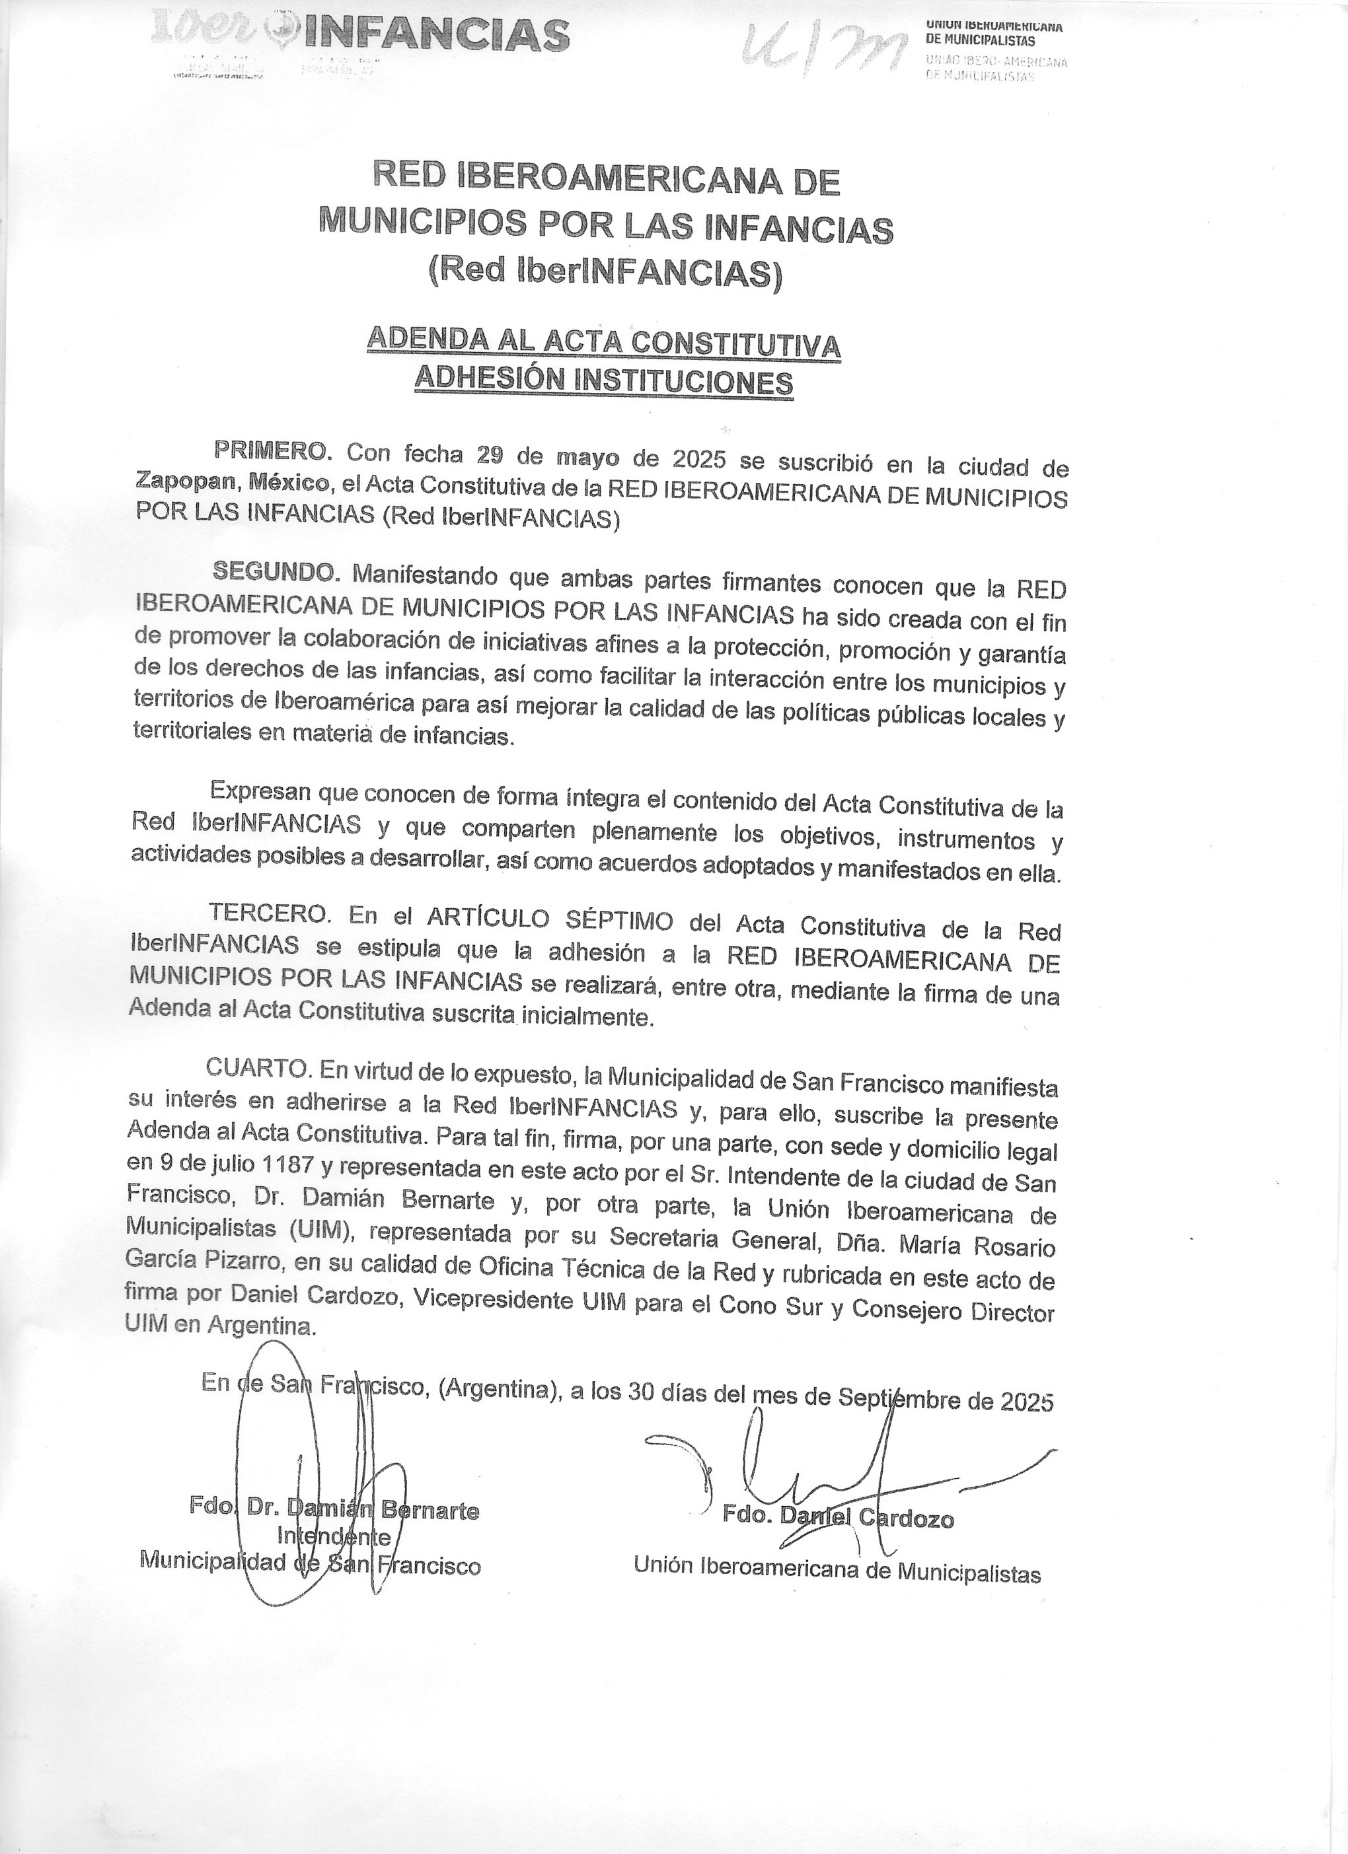 IberINFANCIAS
UIM
UNIÓN IBEROAMERICANA
DE MUNICIPALISTAS
UNIÃO IBERO-AMERICANA
DE MUNICIPALISTAS
RED IBEROAMERICANA DE
MUNICIPIOS POR LAS INFANCIAS
(Red IberINFANCIAS)
ADENDA AL ACTA CONSTITUTIVA
ADHESIÓN INSTITUCIONES
PRIMERO. Con fecha 29 de mayo de 2025 se suscribió en la ciudad de
Zapopan, México, el Acta Constitutiva de la RED IBEROAMERICANA DE MUNICIPIOS
POR LAS INFANCIAS (Red IberINFANCIAS)
SEGUNDO. Manifestando que ambas partes firmantes conocen que la RED
IBEROAMERICANA DE MUNICIPIOS POR LAS INFANCIAS ha sido creada con el fin
de promover la colaboración de iniciativas afines a la protección, promoción y garantía
de los derechos de las infancias, así como facilitar la interacción entre los municipios y
territorios de Iberoamérica para así mejorar la calidad de las políticas públicas locales y
territoriales en materia de infancias.
Expresan que conocen de forma íntegra el contenido del Acta Constitutiva de la
Red IberINFANCIAS y que comparten plenamente los objetivos, instrumentos y
actividades posibles a desarrollar, así como acuerdos adoptados y manifestados en ella.
TERCERO. En el ARTÍCULO SÉPTIMO del Acta Constitutiva de la Red
IberINFANCIAS se estipula que la adhesión a la RED IBEROAMERICANA DE
MUNICIPIOS POR LAS INFANCIAS se realizará, entre otra, mediante la firma de una
Adenda al Acta Constitutiva suscrita inicialmente.
CUARTO. En virtud de lo expuesto, la Municipalidad de San Francisco manifiesta
su interés en adherirse a la Red IberINFANCIAS y, para ello, suscribe la presente
Adenda al Acta Constitutiva. Para tal fin, firma, por una parte, con sede y domicilio legal
en 9 de julio 1187 y representada en este acto por el Sr. Intendente de la ciudad de San
Francisco, Dr. Damián Bernarte y, por otra parte, la Unión Iberoamericana de
Municipalistas (UIM), representada por su Secretaria General, Dña. María Rosario
García Pizarro, en su calidad de Oficina Técnica de la Red y rubricada en este acto de
firma por Daniel Cardozo, Vicepresidente UIM para el Cono Sur y Consejero Director
UIM en Argentina.
En de San Francisco, (Argentina), a los 30 días del mes de Septiembre de 2025
Fdo. Dr. Damián Bernarte
Intendente
Municipalidad de San Francisco
Fdo. Daniel Cardozo
Unión Iberoamericana de Municipalistas